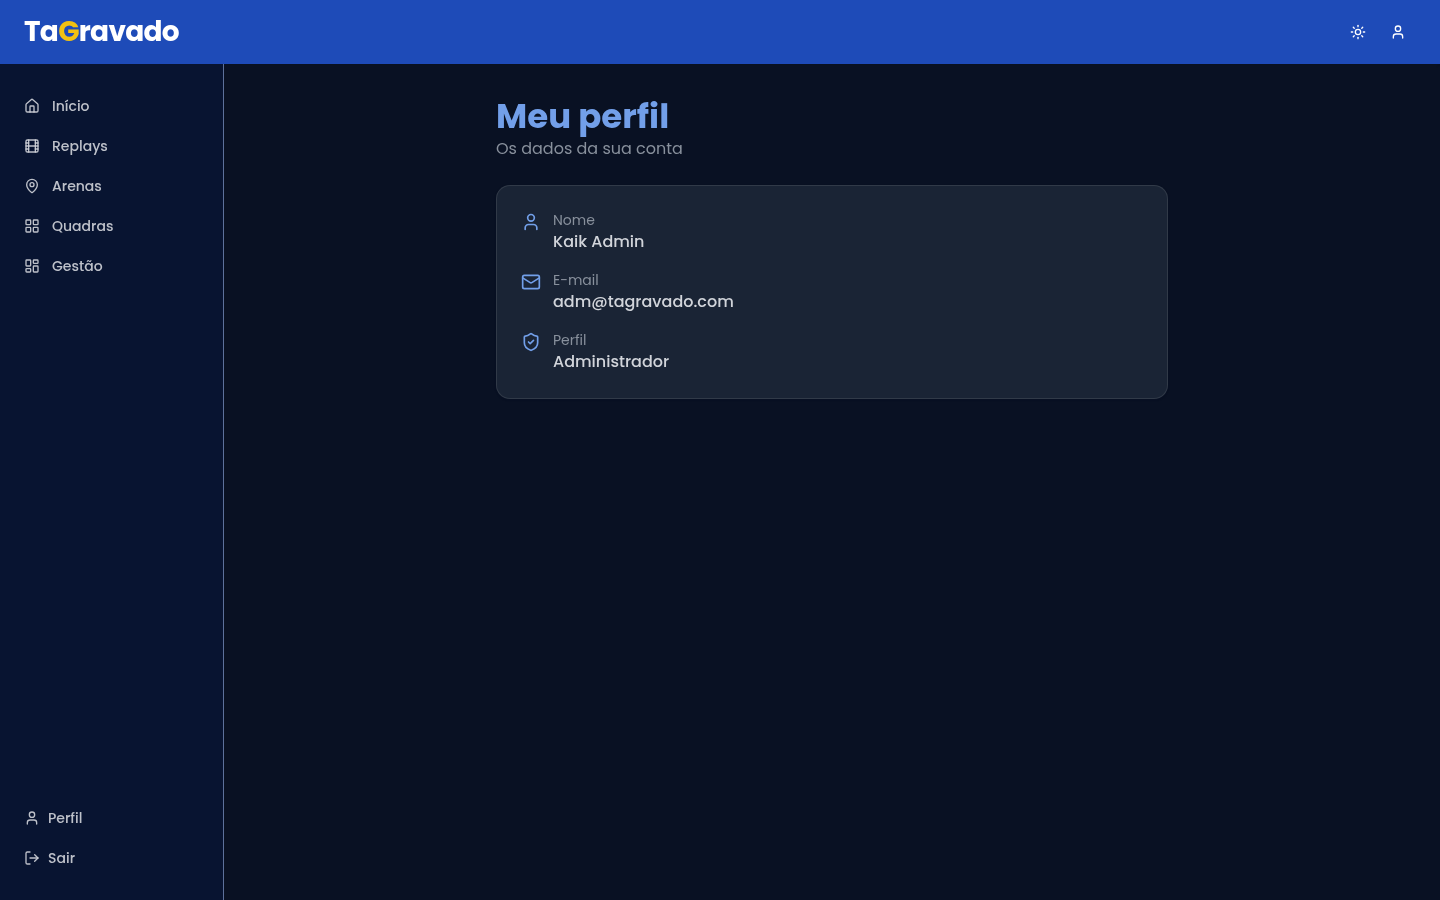 TaGravado
Início
Replays
Arenas
Quadras
Gestão
Perfil
Sair
Meu perfil
Os dados da sua conta
Nome
Kaik Admin
E-mail
adm@tagravado.com
Perfil
Administrador